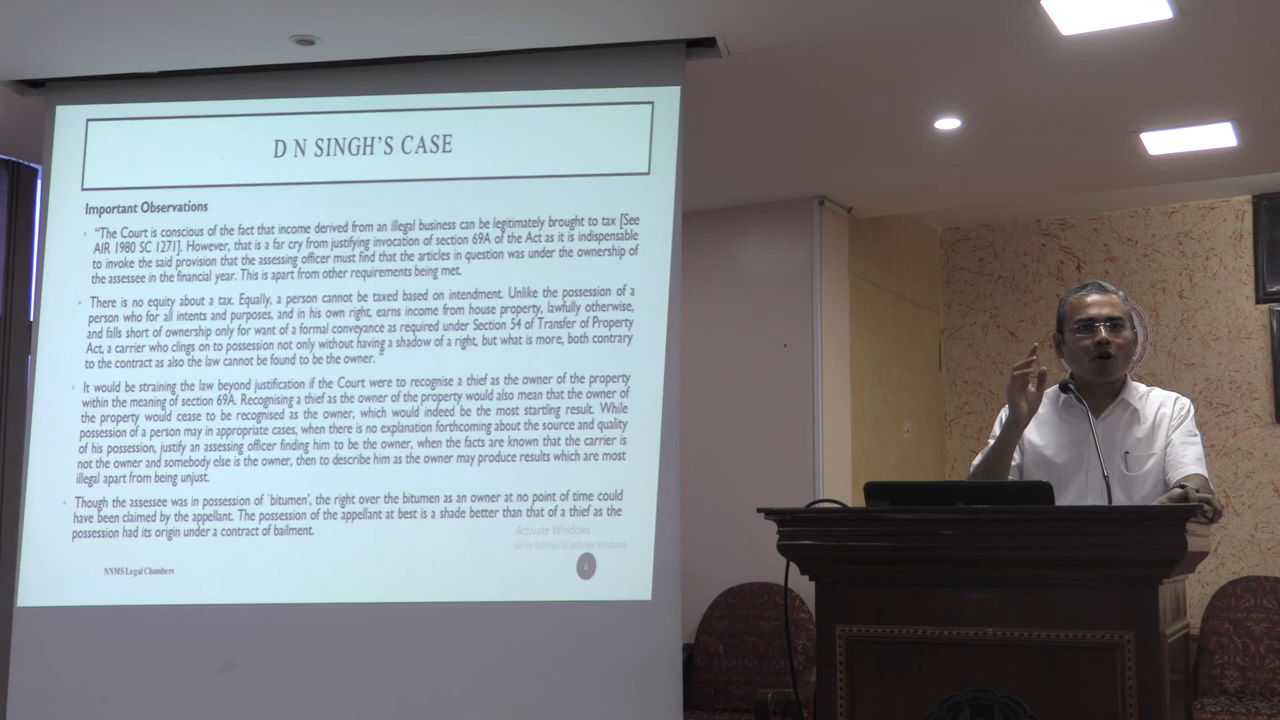 D N SINGH'S CASE
Important Observations
"The Court is conscious of the fact that income derived from an illegal business can be legitimately brought to tax [See
AIR 1980 SC 1271]. However, that is a far cry from justifying invocation of section 69A of the Act as it is indispensable
to invoke the said provision that the assessing officer must find that the articles in question was under the ownership of
the assessee in the financial year. This is apart from other requirements being met.
There is no equity about a tax. Equally, a person cannot be taxed based on intendment. Unlike the possession of a
person who for all intents and purposes, and in his own right, earns income from house property, lawfully otherwise,
and falls short of ownership only for want of a formal conveyance as required under Section 54 of Transfer of Property
Act, a carrier who clings on to possession not only without having a shadow of a right, but what is more, both contrary
to the contract as also the law cannot be found to be the owner. "
It would be straining the law beyond justification if the Court were to recognise a thief as the owner of the property
within the meaning of section 69A. Recognising a thief as the owner of the property would also mean that the owner of
the property would cease to be recognised as the owner, which would indeed be the most startling result. While
possession of a person may in appropriate cases, when there is no explanation forthcoming about the source and quality
of his possession, justify an assessing officer finding him to be the owner, when the facts are known that the carrier is
not the owner and somebody else is the owner, then to describe him as the owner may produce results which are most
illegal apart from being unjust.
Though the assessee was in possession of 'bitumen', the right over the bitumen as an owner at no point of time could
have been claimed by the appellant. The possession of the appellant at best is a shade better than that of a thief as the
possession had its origin under a contract of bailment.
Activate Windows
Go to Settings to activate Windows.
NNMS Legal Chambers
6